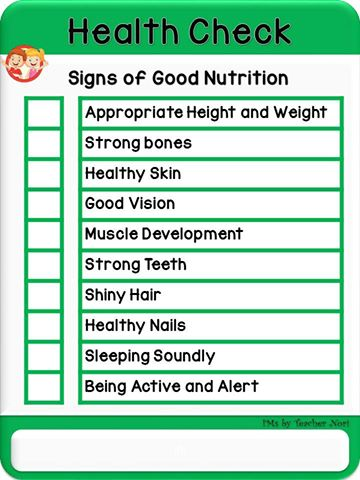 Health Check
Signs of Good Nutrition
Appropriate Height and Weight
Strong bones
Healthy Skin
Good Vision
Muscle Development
Strong Teeth
Shiny Hair
Healthy Nails
Sleeping Soundly
Being Active and Alert
IMs by Teacher Nori